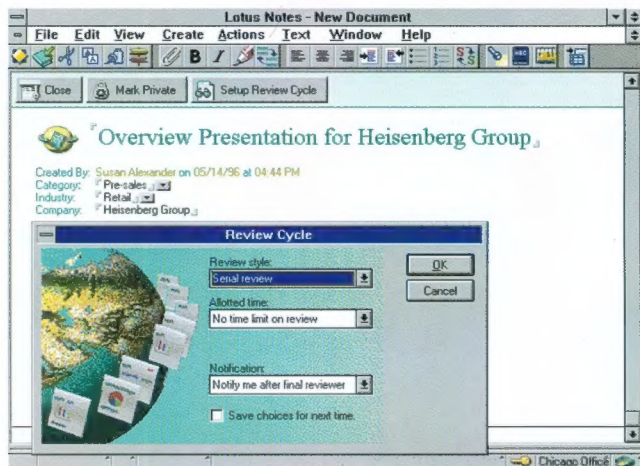 Lotus Notes - New Document
File Edit View Create Actions Text Window Help
B I
Close Mark Private Setup Review Cycle
Overview Presentation for Heisenberg Group
Created By: Susan Alexander on 05/14/96 at 04:44 PM
Category: Pre-sales
Industry: Retail
Company: Heisenberg Group
Review Cycle
Review style:
Serial review
OK
Cancel
Allotted time:
No time limit on review
Notification:
Notify me after final reviewer
Save choices for next time.
Chicago Office